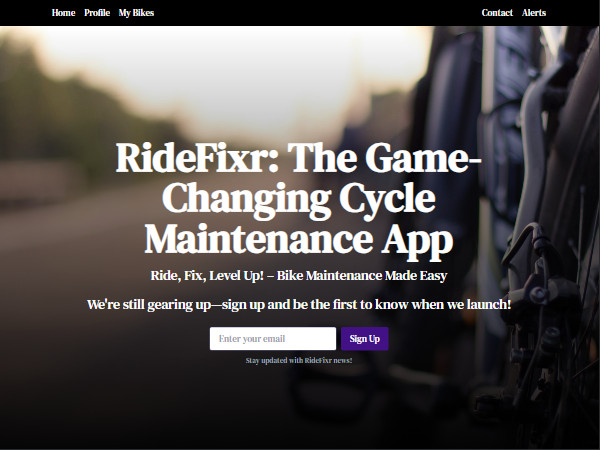 Home Profile My Bikes Contact Alerts
RideFixr: The Game-
Changing Cycle
Maintenance App
Ride, Fix, Level Up! – Bike Maintenance Made Easy
We're still gearing up—sign up and be the first to know when we launch!
Enter your email Sign Up
Stay updated with RideFixr news!